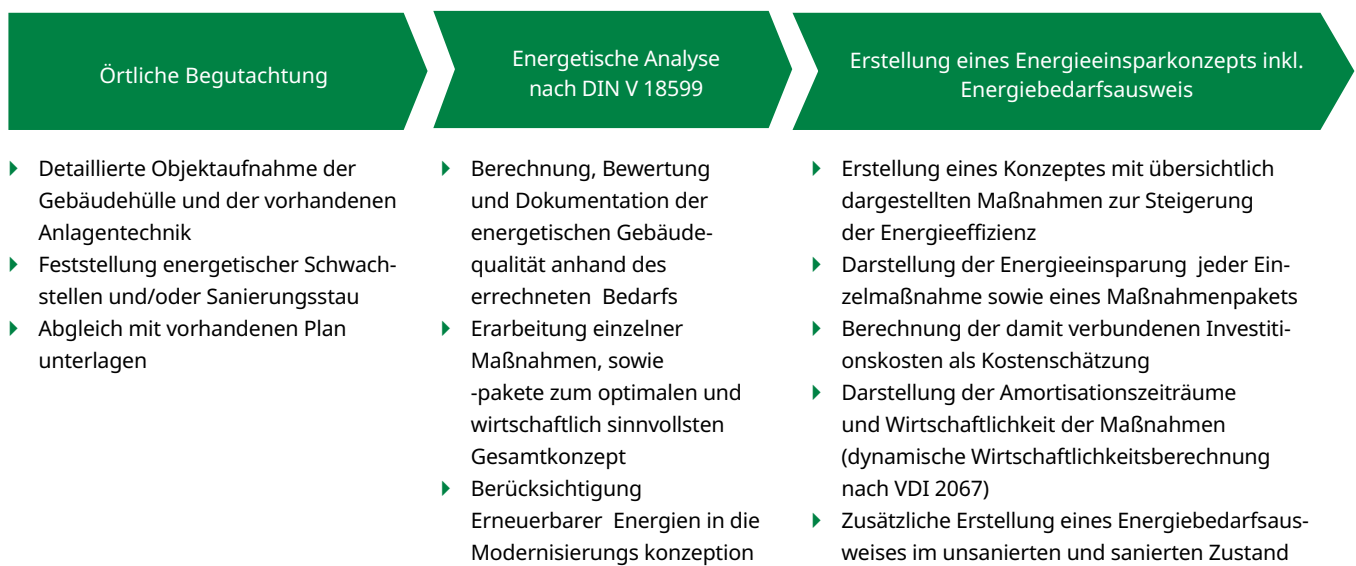 Örtliche Begutachtung
Detaillierte Objektaufnahme der
Gebäudehülle und der vorhandenen
Anlagentechnik
Feststellung energetischer Schwach-
stellen und/oder Sanierungsstau
Abgleich mit vorhandenen Plan
unterlagen
Energetische Analyse
nach DIN V 18599
Berechnung, Bewertung
und Dokumentation der
energetischen Gebäude-
qualität anhand des
errechneten  Bedarfs
Erarbeitung einzelner
Maßnahmen, sowie
-pakete zum optimalen und
wirtschaftlich sinnvollsten
Gesamtkonzept
Berücksichtigung
Erneuerbarer  Energien in die
Modernisierungs konzeption
Erstellung eines Energieeinsparkonzepts inkl.
Energiebedarfsausweis
Erstellung eines Konzeptes mit übersichtlich
dargestellten Maßnahmen zur Steigerung
der Energieeffizienz
Darstellung der Energieeinsparung  jeder Ein-
zelmaßnahme sowie eines Maßnahmenpakets
Berechnung der damit verbundenen Investiti-
onskosten als Kostenschätzung
Darstellung der Amortisationszeiträume
und Wirtschaftlichkeit der Maßnahmen
(dynamische Wirtschaftlichkeitsberechnung
nach VDI 2067)
Zusätzliche Erstellung eines Energiebedarfsaus-
weises im unsanierten und sanierten Zustand